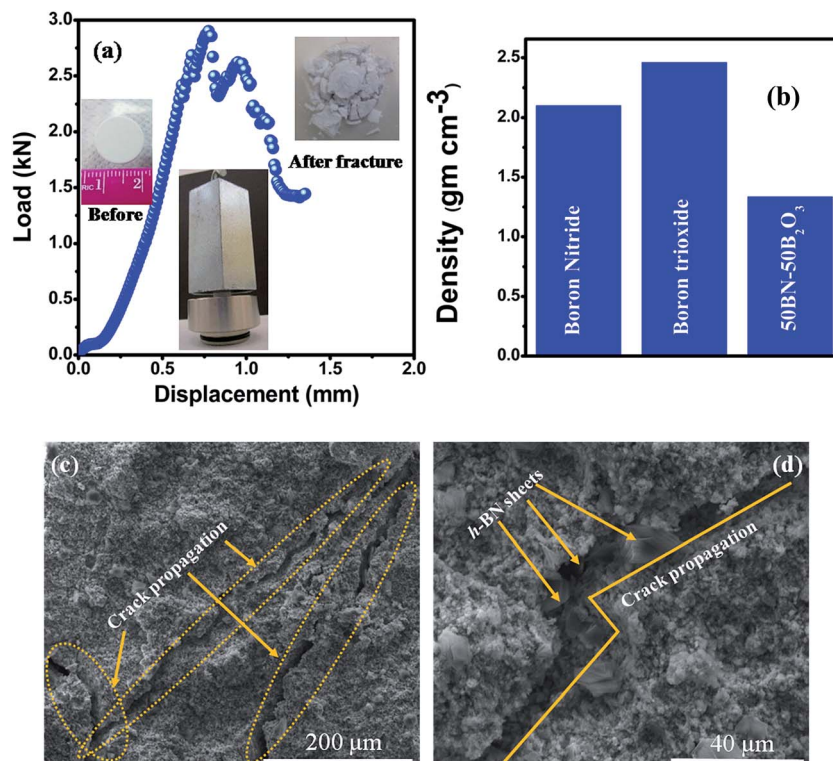 (a)
Load (kN)
3.0
2.5
2.0
1.5
1.0
0.5
0.0
0.0
0.5
1.0
1.5
2.0
Displacement (mm)
RIC
1
2
Before
After fracture
(b)
Density (gm cm⁻³)
2.5
2.0
1.5
1.0
0.5
0.0
Boron Nitride
Boron trioxide
50BN-50B₂O₃
(c)
Crack propagation
200 µm
(d)
h-BN sheets
Crack propagation
40 µm